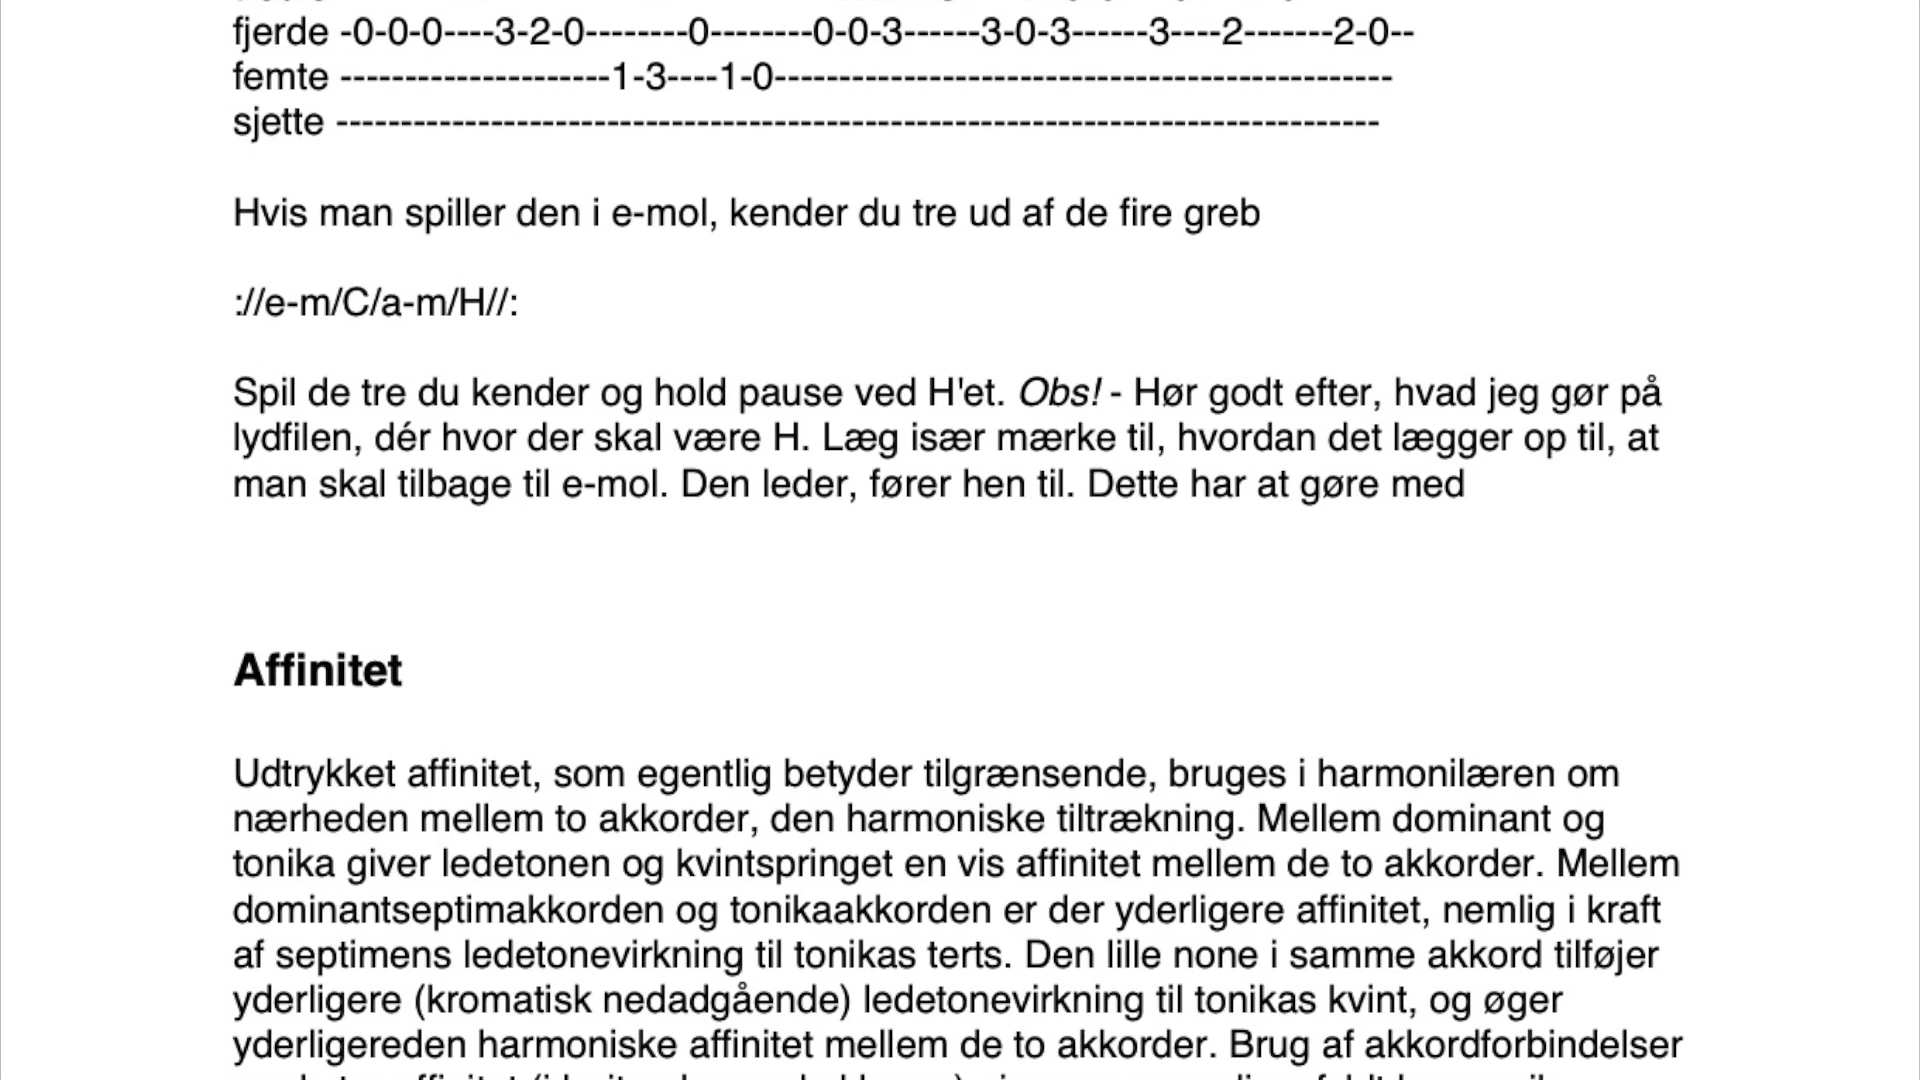 fjerde -0-0-0----3-2-0--------0--------0-0-3------3-0-3------3----2-------2-0--
femte ---------------------1-3----1-0------------------------------------------------
sjette ---------------------------------------------------------------------------------
Hvis man spiller den i e-mol, kender du tre ud af de fire greb
://e-m/C/a-m/H//:
Spil de tre du kender og hold pause ved H'et. Obs! - Hør godt efter, hvad jeg gør på
lydfilen, dér hvor der skal være H. Læg især mærke til, hvordan det lægger op til, at
man skal tilbage til e-mol. Den leder, fører hen til. Dette har at gøre med
Affinitet
Udtrykket affinitet, som egentlig betyder tilgrænsende, bruges i harmonilæren om
nærheden mellem to akkorder, den harmoniske tiltrækning. Mellem dominant og
tonika giver ledetonen og kvintspringet en vis affinitet mellem de to akkorder. Mellem
dominantseptimakkorden og tonikaakkorden er der yderligere affinitet, nemlig i kraft
af septimens ledetonevirkning til tonikas terts. Den lille none i samme akkord tilføjer
yderligere (kromatisk nedadgående) ledetonevirkning til tonikas kvint, og øger
yderligereden harmoniske affinitet mellem de to akkorder. Brug af akkordforbindelser